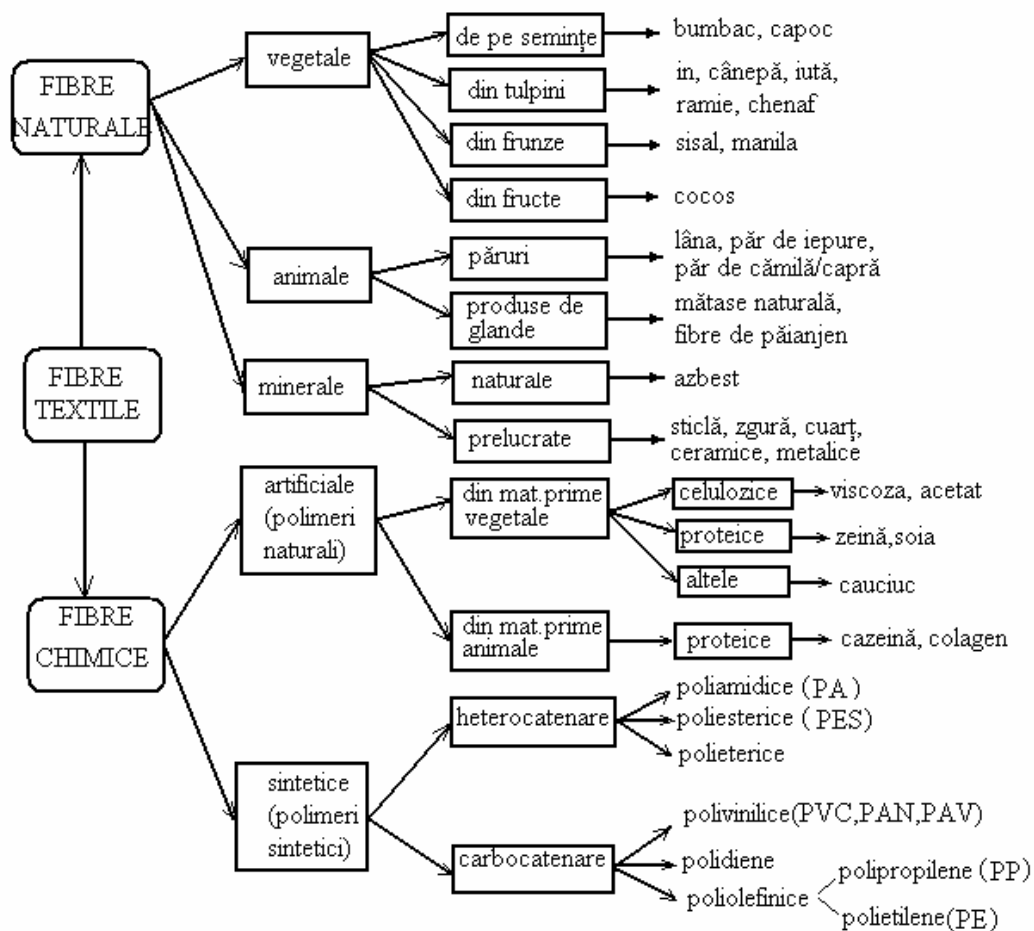 FIBRE
NATURALE
vegetale
de pe semințe
bumbac, capoc
din tulpini
in, cânepă, iută,
ramie, chenaf
din frunze
sisal, manila
din fructe
cocos
animale
păruri
lâna, păr de iepure,
păr de cămilă/capră
produse de
glande
mătase naturală,
fibre de păianjen
FIBRE
TEXTILE
minerale
naturale
azbest
prelucrate
sticlă, zgură, cuarț,
ceramice, metalice
artificiale
(polimeri
naturali)
din mat.prime
vegetale
celulozice
viscoza, acetat
proteice
zeină,soia
altele
cauciuc
FIBRE
CHIMICE
din mat.prime
animale
proteice
cazeină, colagen
heterocatenare
poliamidice (PA)
poliesterice (PES)
polieterice
sintetice
(polimeri
sintetici)
carbocatenare
polivinilice(PVC,PAN,PAV)
polidiene
poliolefinice
polipropilene (PP)
polietilene(PE)